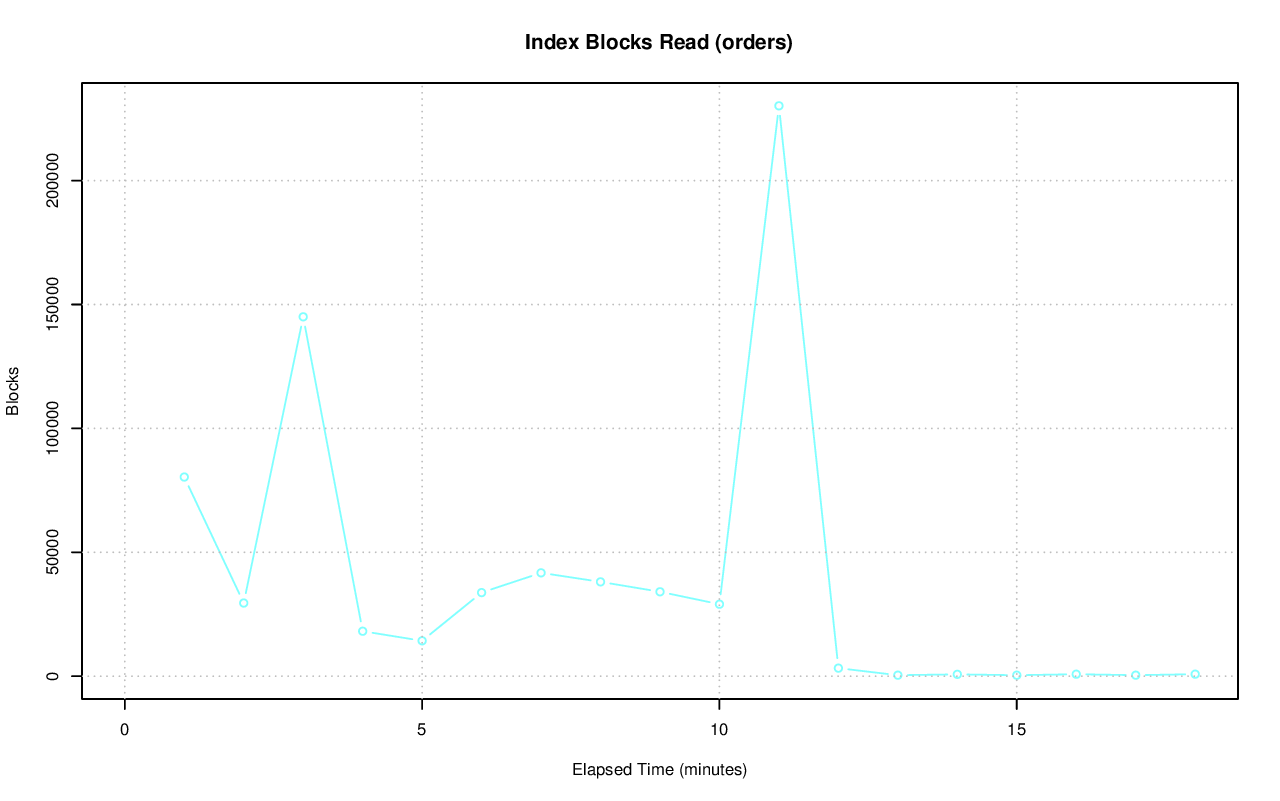 Index Blocks Read (orders)
Blocks
200000
150000
100000
50000
0
0 5 10 15
Elapsed Time (minutes)